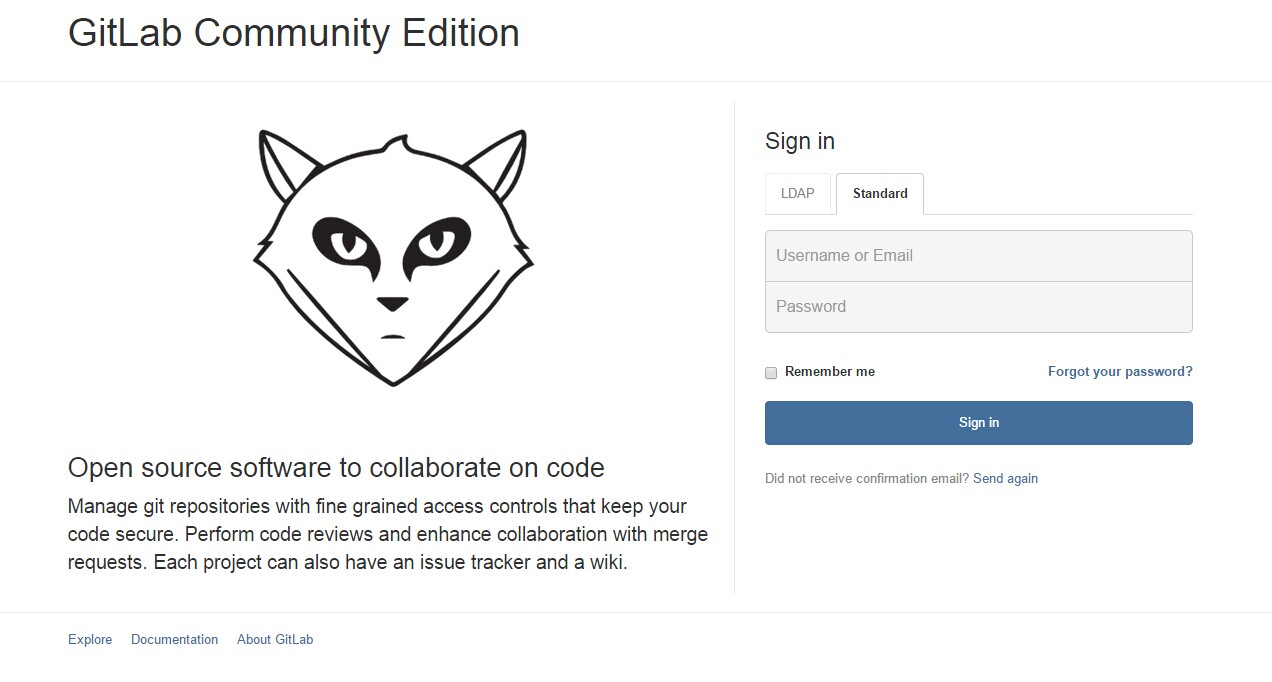 GitLab Community Edition
Sign in
LDAP
Standard
Username or Email
Password
Remember me
Forgot your password?
Sign in
Did not receive confirmation email? Send again
Open source software to collaborate on code
Manage git repositories with fine grained access controls that keep your
code secure. Perform code reviews and enhance collaboration with merge
requests. Each project can also have an issue tracker and a wiki.
Explore Documentation About GitLab